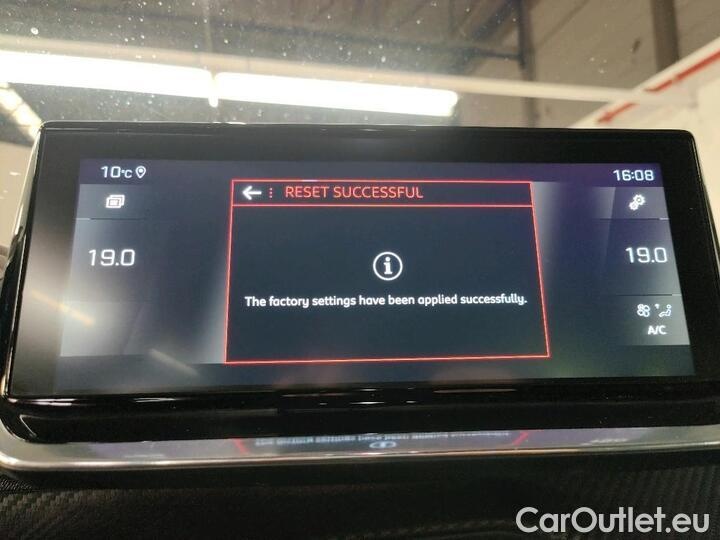 10°C
16:08
RESET SUCCESSFUL
19.0
19.0
The factory settings have been applied successfully.
A/C
CarOutlet.eu